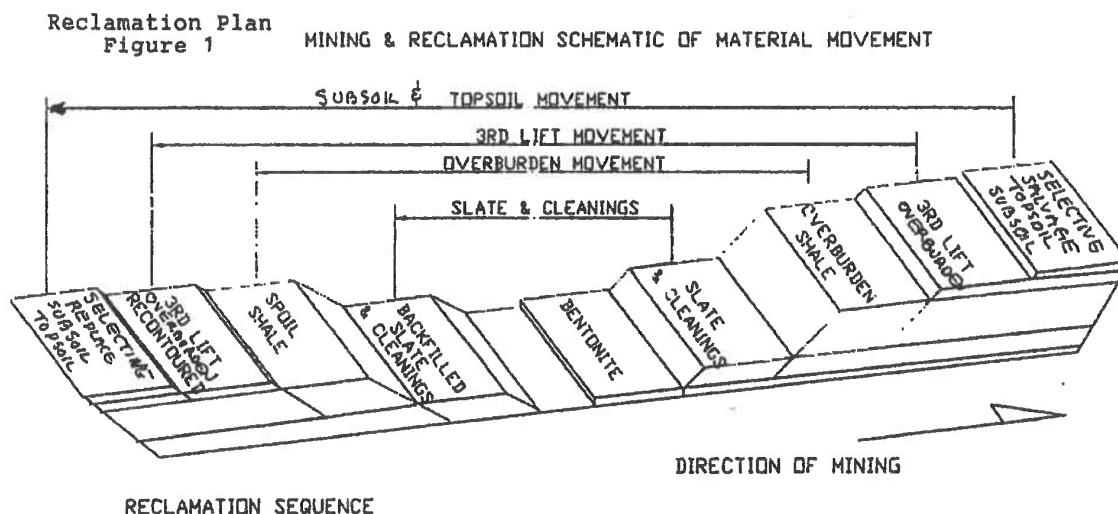 Reclamation Plan
Figure 1
MINING & RECLAMATION SCHEMATIC OF MATERIAL MOVEMENT
SUBSOIL & TOPSOIL MOVEMENT
3RD LIFT MOVEMENT
OVERBURDEN MOVEMENT
SLATE & CLEANINGS
SELECTING
REPLACE
SUBSOIL
TOPSOIL
3RD LIFT
OVERBURDEN
RECONTOURED
SPOIL
SHALE
BACKFILLED
SLATE
& CLEANINGS
BENTONITE
SLATE
& CLEANINGS
OVERBURDEN
SHALE
3RD LIFT
OVERBURDEN
SELECTIVE
SALVAGE
TOPSOIL
SUBSOIL
DIRECTION OF MINING
RECLAMATION SEQUENCE